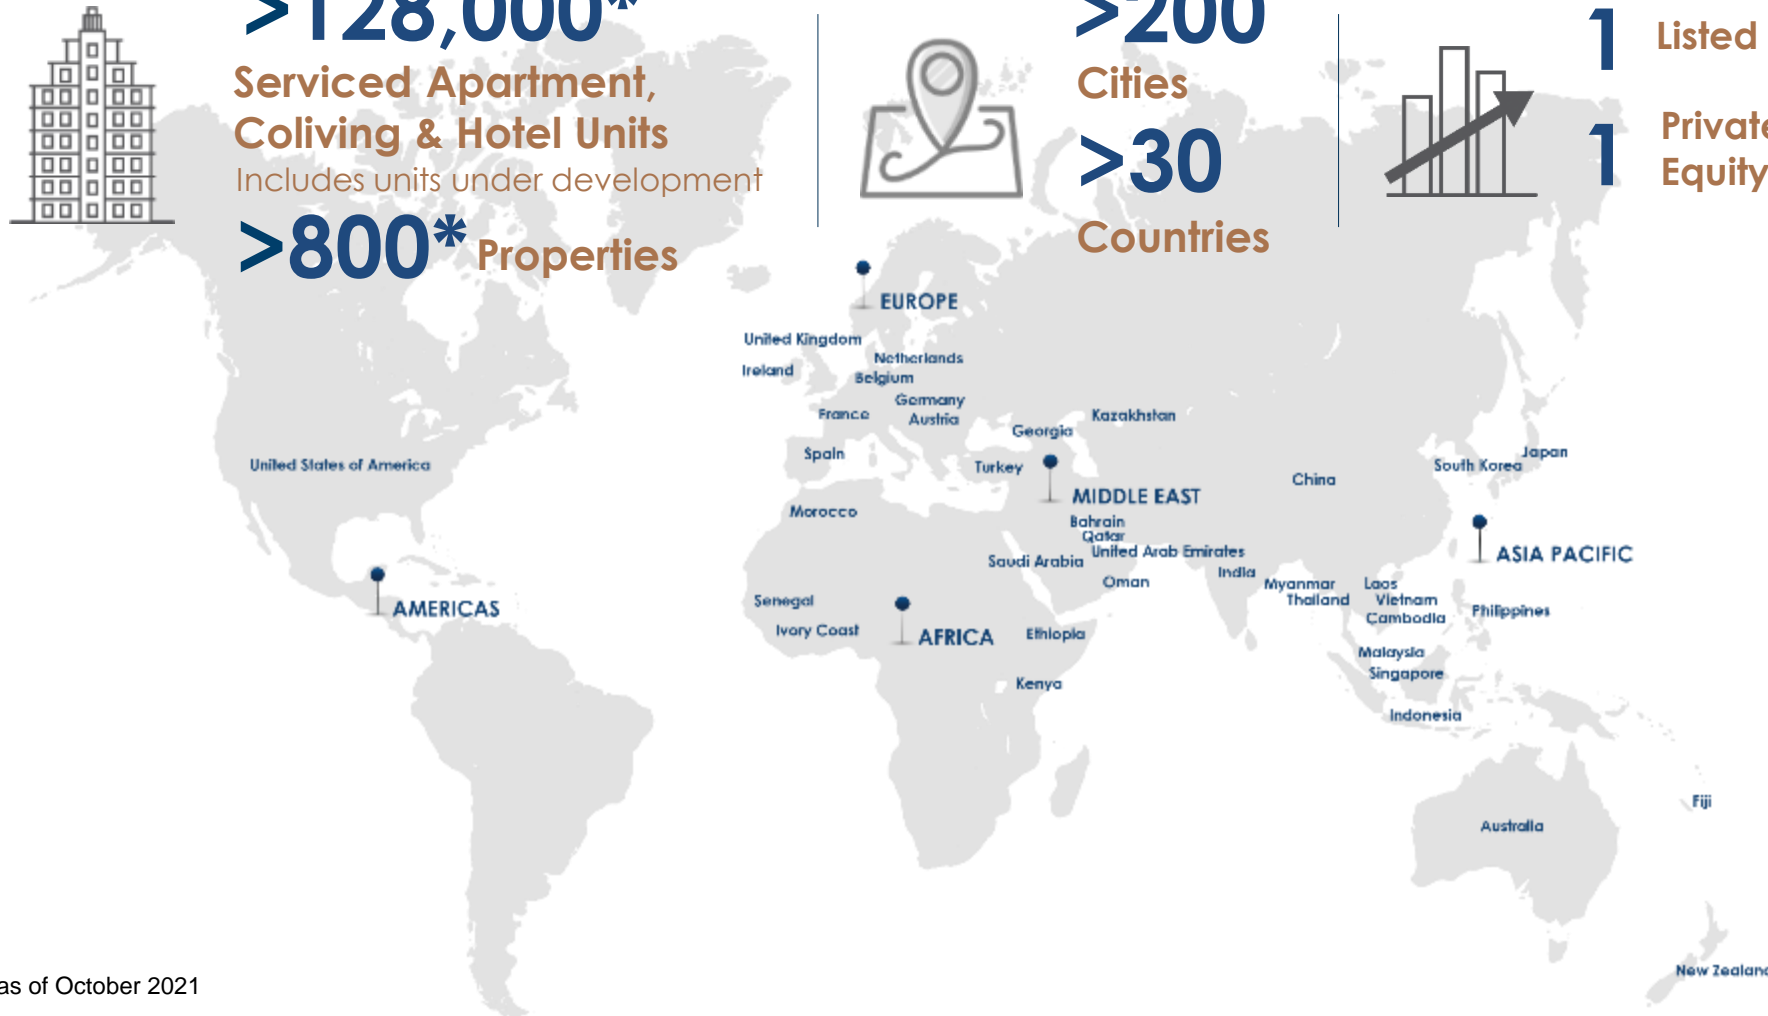 >128,000*
Serviced Apartment,
Coliving & Hotel Units
Includes units under development
>800* Properties
>200
Cities
>30
Countries
1 Listed
1 Private
Equity
EUROPE
United Kingdom
Netherlands
Ireland
Belgium
Germany
France
Austria
Spain
Georgia
Kazakhstan
Turkey
MIDDLE EAST
Bahrain
Qatar
United Arab Emirates
Saudi Arabia
Oman
United States of America
AMERICAS
Morocco
Senegal
Ivory Coast
AFRICA
Ethiopia
Kenya
Japan
South Korea
China
ASIA PACIFIC
India
Myanmar
Laos
Thailand
Vietnam
Cambodia
Philippines
Malaysia
Singapore
Indonesia
Fiji
Australia
New Zealand
as of October 2021